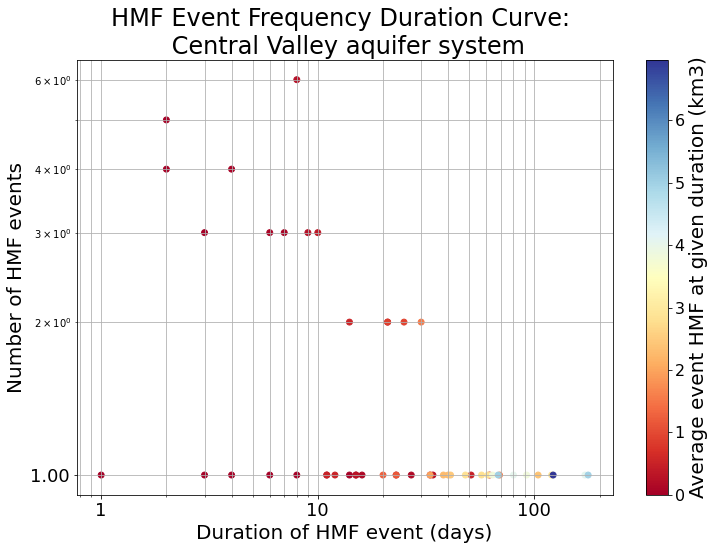 HMF Event Frequency Duration Curve:
Central Valley aquifer system
Number of HMF events
6 × 10⁰
4 × 10⁰
3 × 10⁰
2 × 10⁰
1.00
1 10 100
Duration of HMF event (days)
6
5
4
3
2
1
0
Average event HMF at given duration (km3)